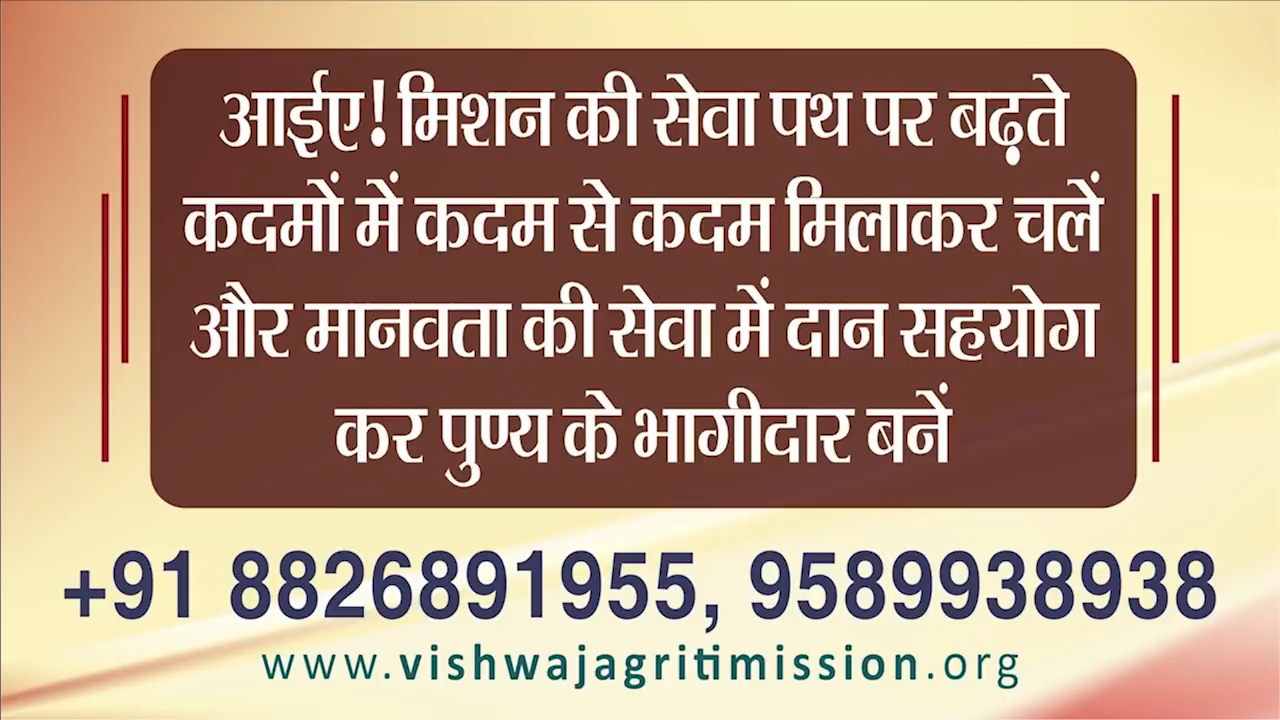 आईए! मिशन की सेवा पथ पर बढ़ते
कदमों में कदम से कदम मिलाकर चलें
और मानवता की सेवा में दान सहयोग
कर पुण्य के भागीदार बनें
+91 8826891955, 9589938938
www.vishwajagritimission.org